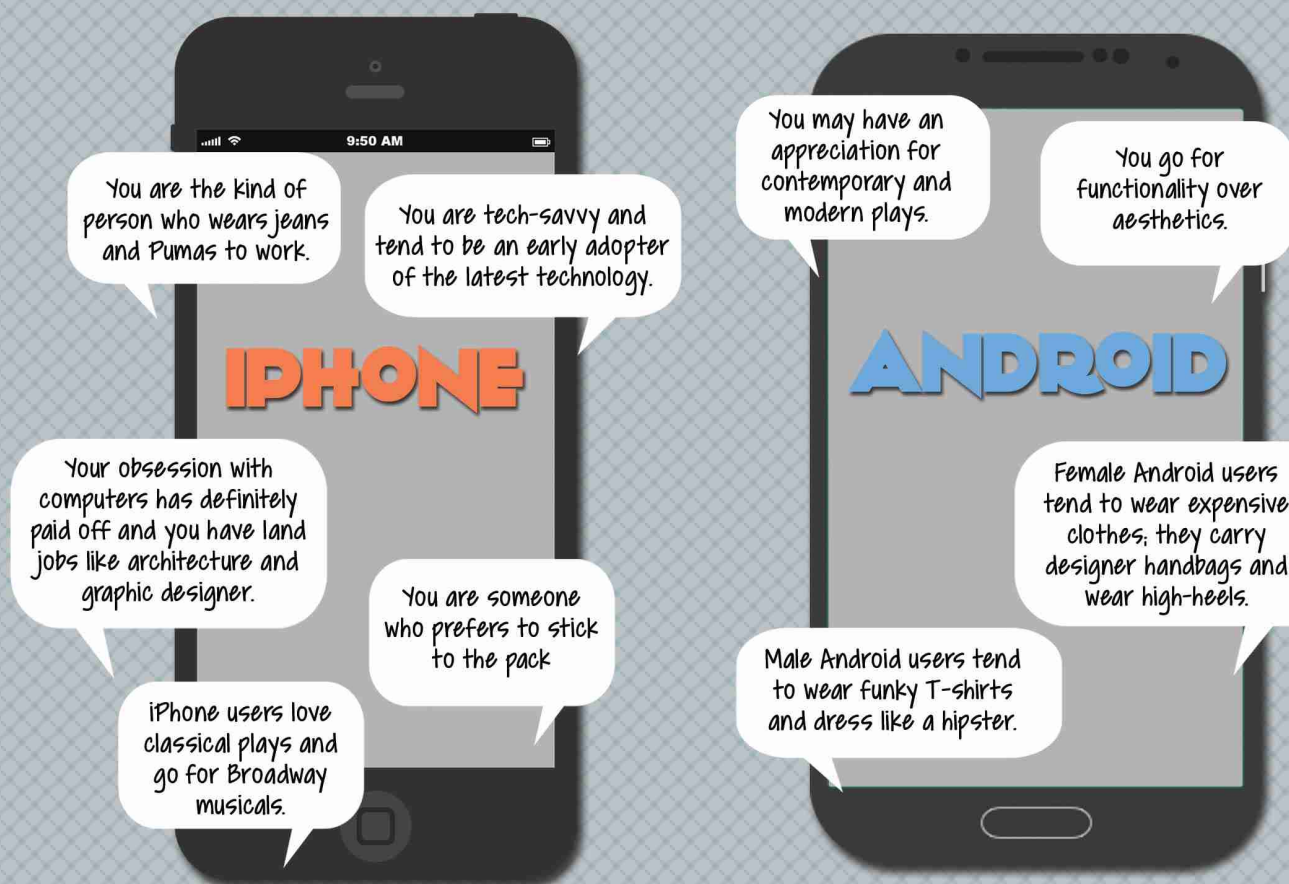 9:50 AM
You are the kind of
person who wears jeans
and Pumas to work.
You are tech-savvy and
tend to be an early adopter
of the latest technology.
IPHONE
Your obsession with
computers has definitely
paid off and you have land
jobs like architecture and
graphic designer.
You are someone
who prefers to stick
to the pack
iPhone users love
classical plays and
go for Broadway
musicals.
You may have an
appreciation for
contemporary and
modern plays.
You go for
functionality over
aesthetics.
ANDROID
Female Android users
tend to wear expensive
clothes; they carry
designer handbags and
wear high-heels.
Male Android users tend
to wear funky T-shirts
and dress like a hipster.